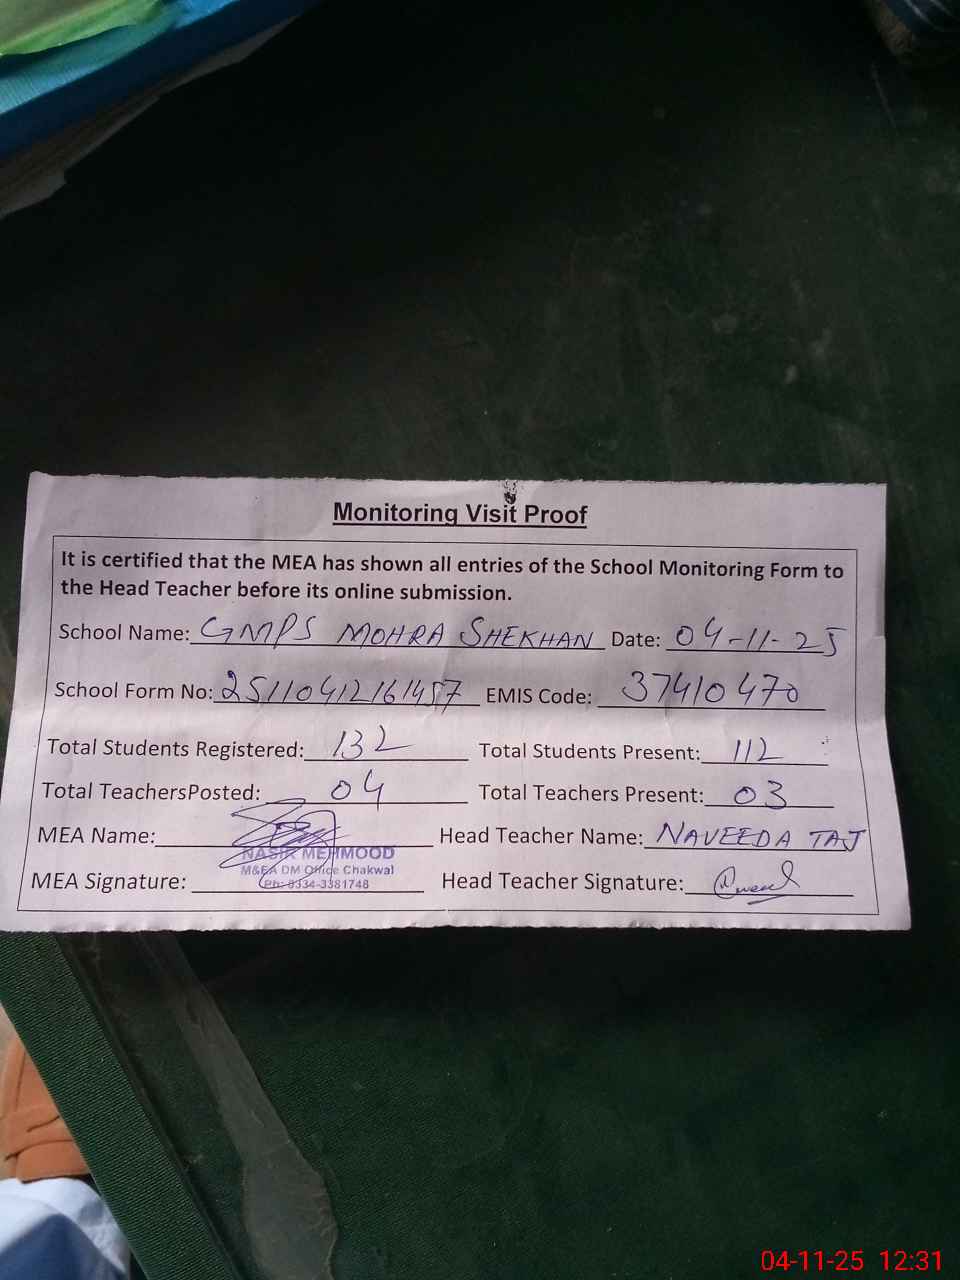 Monitoring Visit Proof
It is certified that the MEA has shown all entries of the School Monitoring Form to
the Head Teacher before its online submission.
School Name: GMPS MOHRA SHEKHAN Date: 04-11-25
School Form No: 25110412161457 EMIS Code: 37410470
Total Students Registered: 132 Total Students Present: 112
Total TeachersPosted: 04 Total Teachers Present: 03
MEA Name: Head Teacher Name: NAVEEDA TAJ
NASIR MEHMOOD
M&EA DM Office Chakwal
MEA Signature: Head Teacher Signature:
Ph: 0334-3381748
04-11-25 12:31